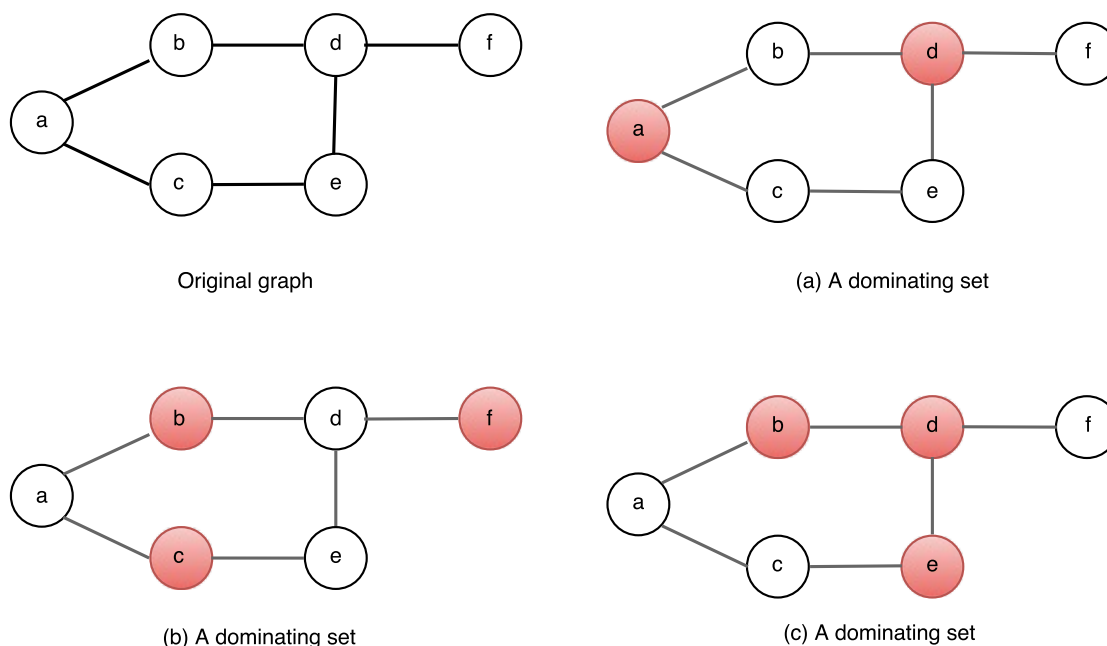 b d f
a
c e
Original graph
b d f
a
c e
(a) A dominating set
b d f
a
c e
(b) A dominating set
b d f
a
c e
(c) A dominating set